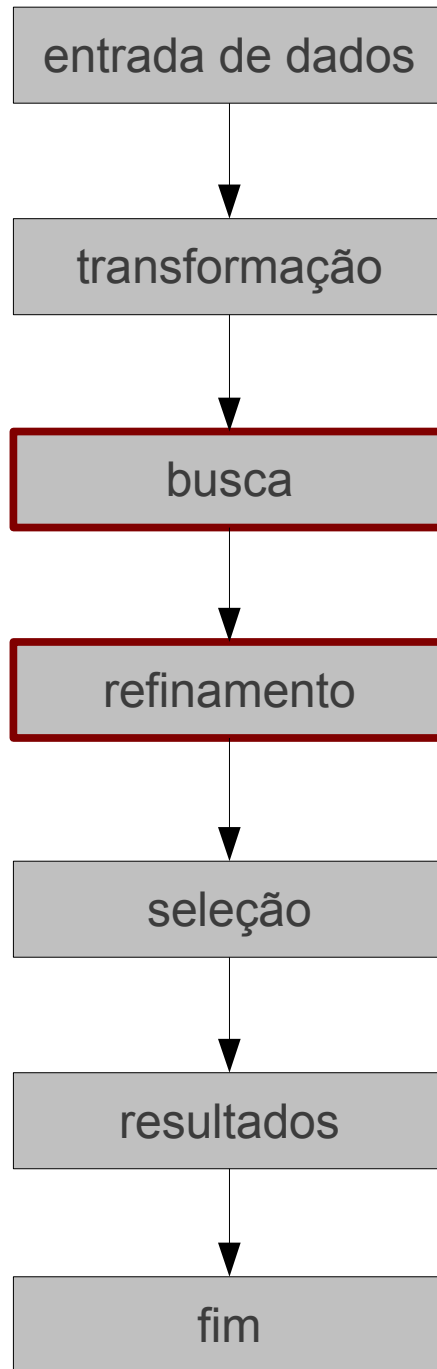 entrada de dados
transformação
busca
refinamento
seleção
resultados
fim